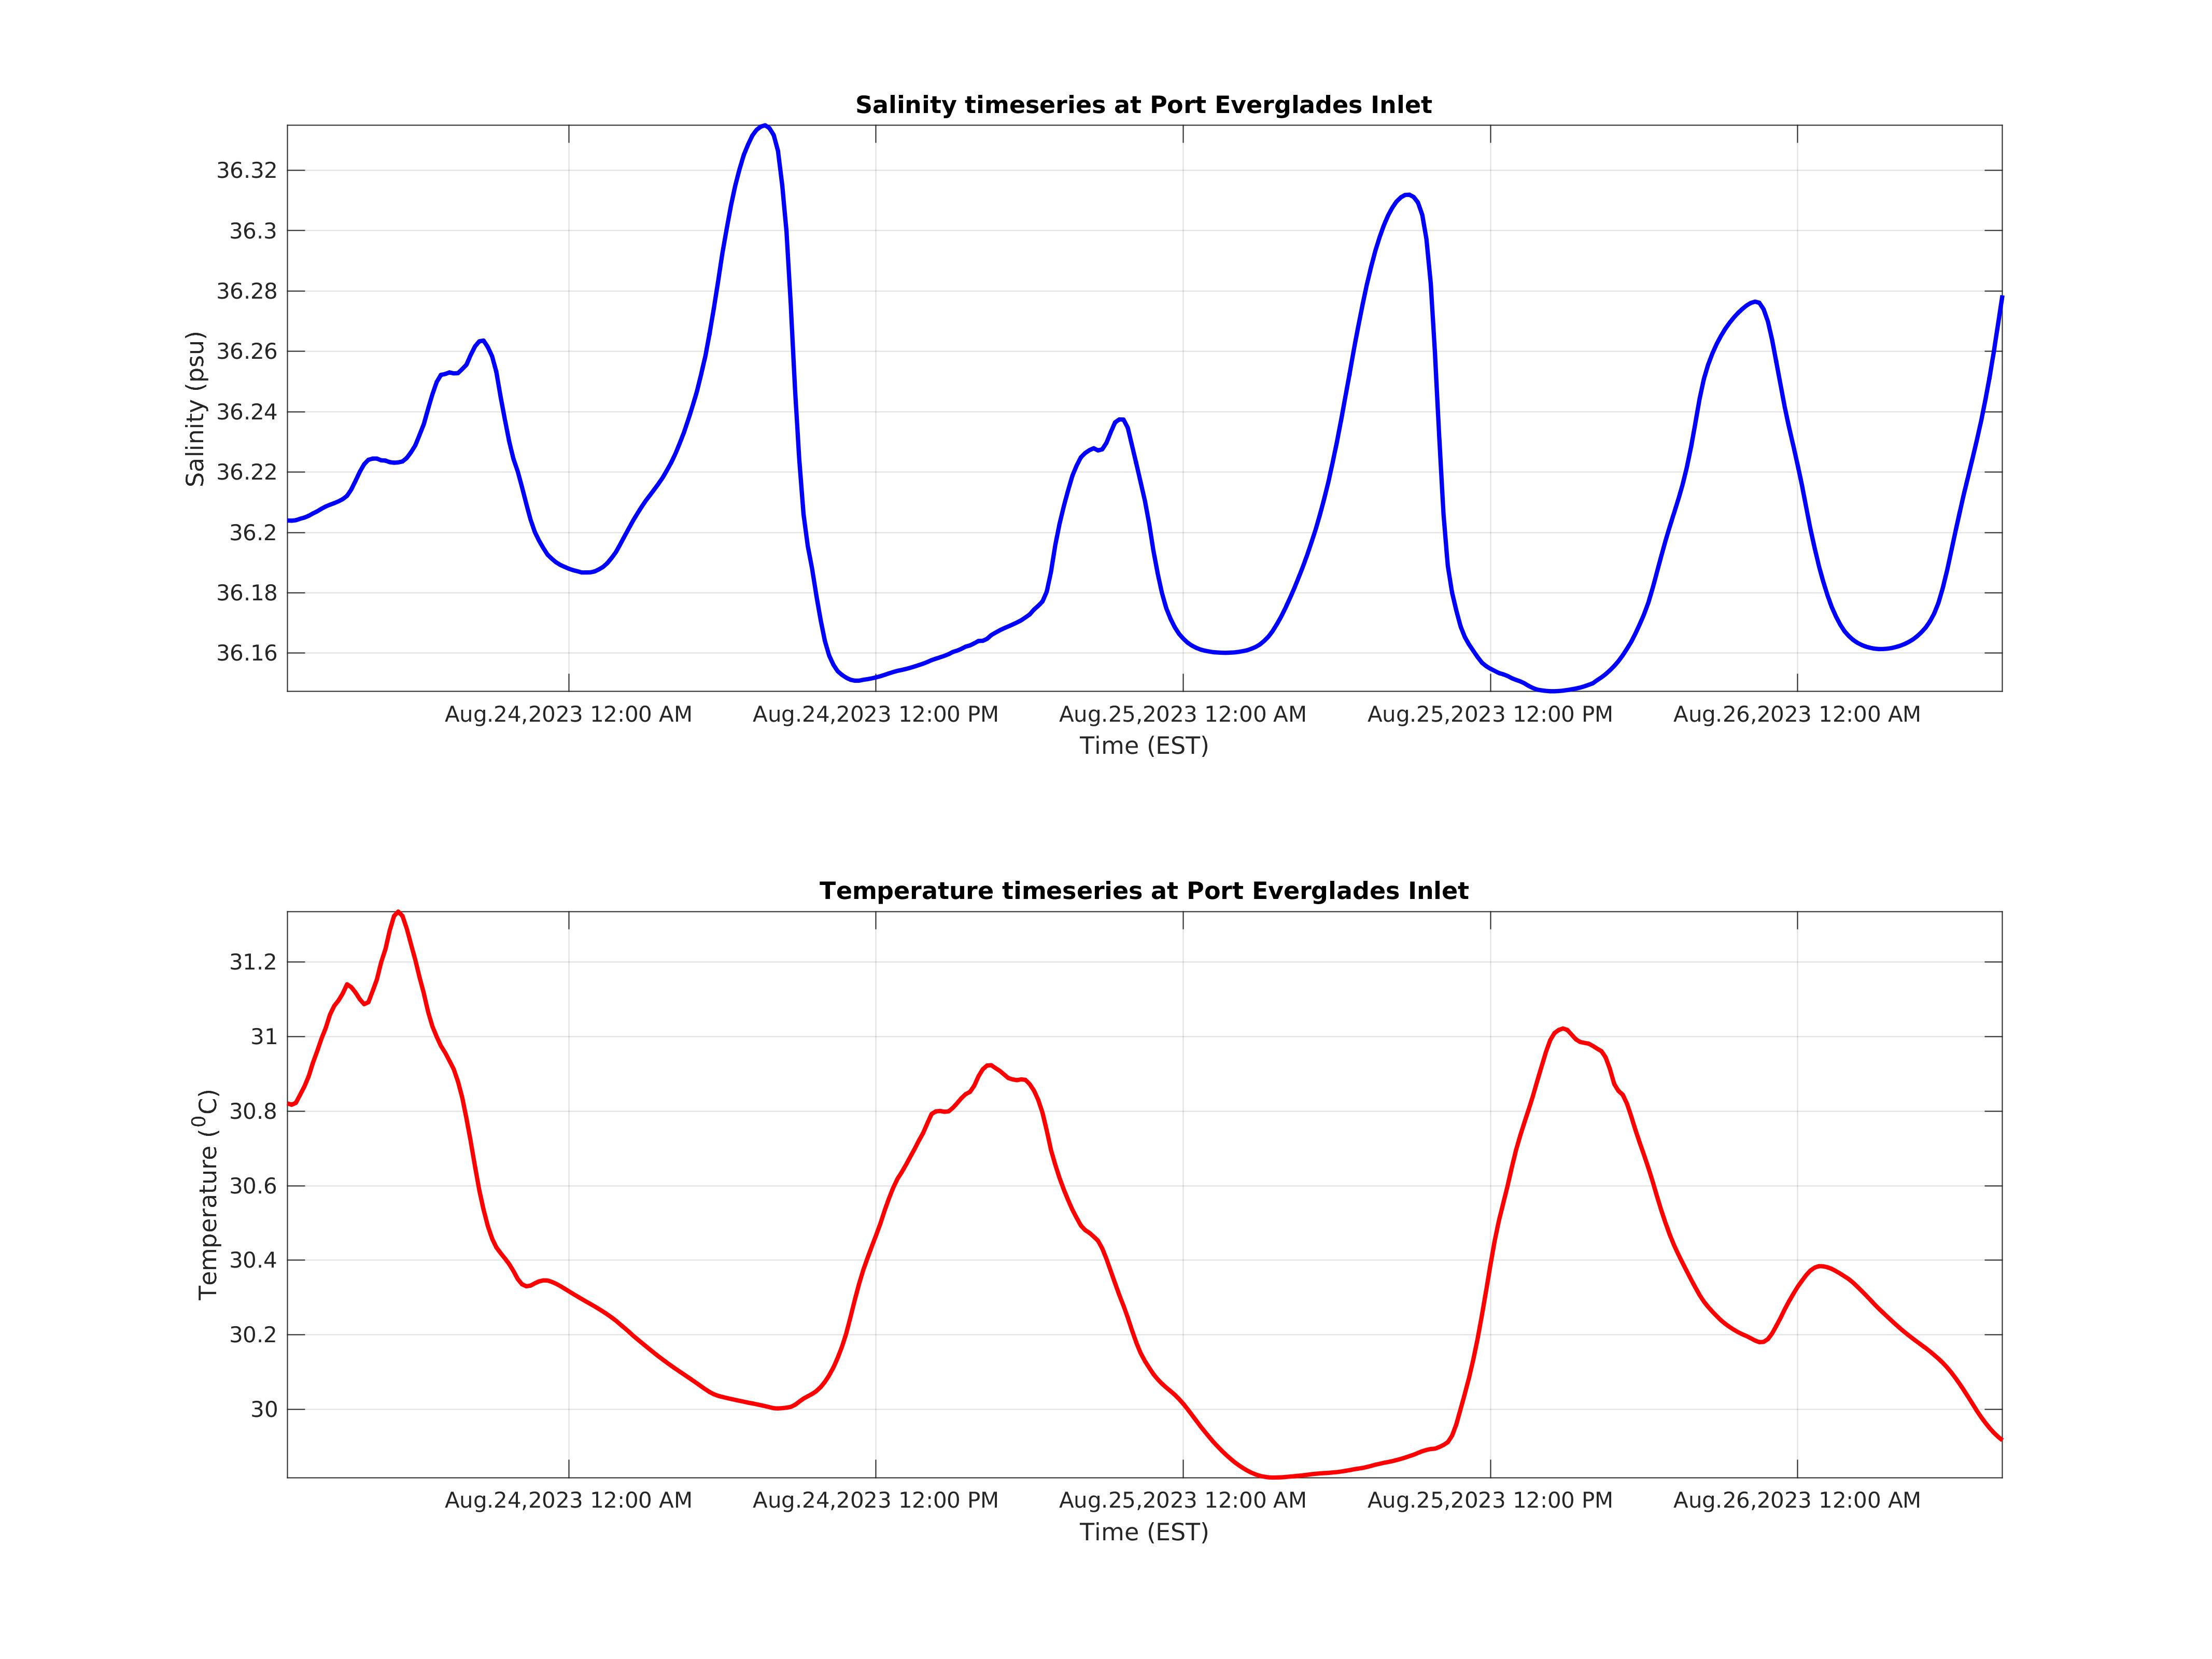 Salinity timeseries at Port Everglades Inlet
36.32
36.3
36.28
36.26
36.24
36.22
36.2
36.18
36.16
Salinity (psu)
Aug.24,2023 12:00 AM Aug.24,2023 12:00 PM Aug.25,2023 12:00 AM Aug.25,2023 12:00 PM Aug.26,2023 12:00 AM
Time (EST)
Temperature timeseries at Port Everglades Inlet
31.2
31
30.8
30.6
30.4
30.2
30
Temperature (⁰C)
Aug.24,2023 12:00 AM Aug.24,2023 12:00 PM Aug.25,2023 12:00 AM Aug.25,2023 12:00 PM Aug.26,2023 12:00 AM
Time (EST)